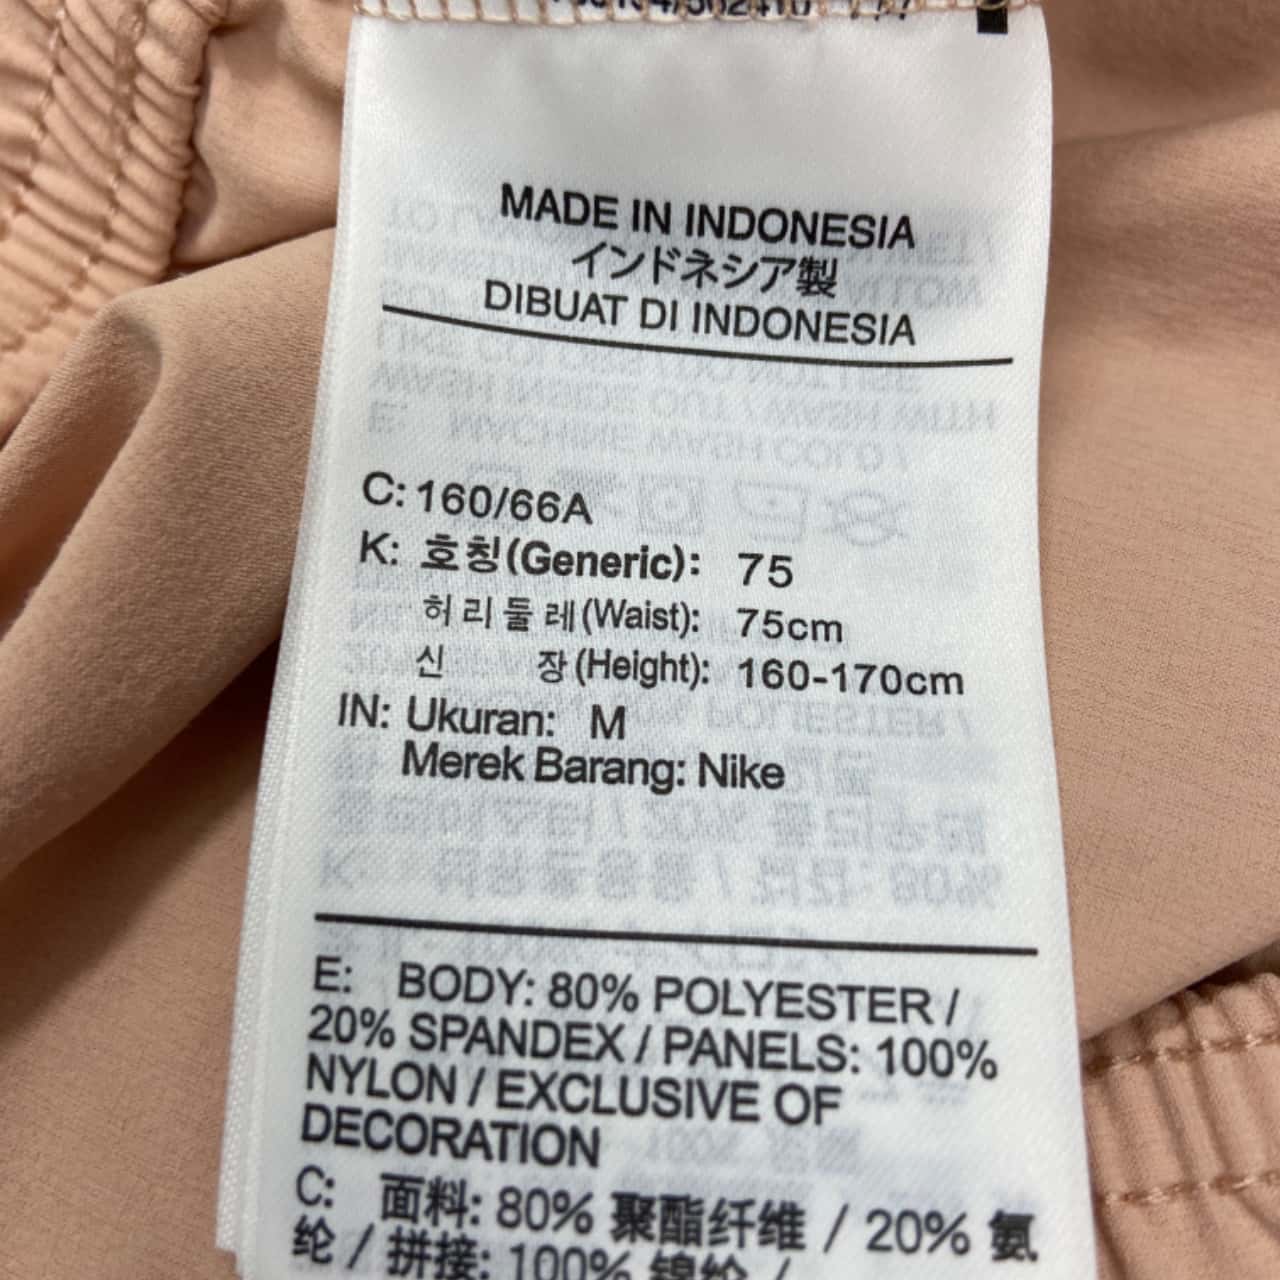 MADE IN INDONESIA
インドネシア製
DIBUAT DI INDONESIA
C: 160/66A
K: 호칭(Generic): 75
허리둘레(Waist): 75cm
신 장(Height): 160-170cm
IN: Ukuran: M
Merek Barang: Nike
E: BODY: 80% POLYESTER /
20% SPANDEX / PANELS: 100%
NYLON / EXCLUSIVE OF
DECORATION
C: 面料: 80% 聚酯纤维 / 20% 氨
纶 / 拼接: 100% 锦纶 /